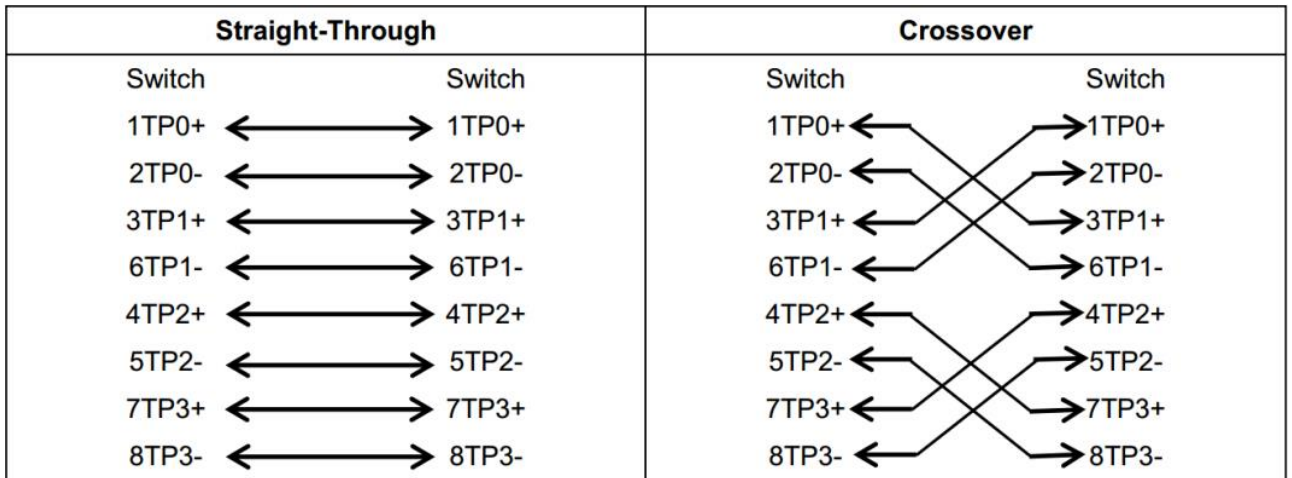 Straight-Through Crossover
Switch Switch Switch Switch
1TP0+ 1TP0+ 1TP0+ 1TP0+
2TP0- 2TP0- 2TP0- 2TP0-
3TP1+ 3TP1+ 3TP1+ 3TP1+
6TP1- 6TP1- 6TP1- 6TP1-
4TP2+ 4TP2+ 4TP2+ 4TP2+
5TP2- 5TP2- 5TP2- 5TP2-
7TP3+ 7TP3+ 7TP3+ 7TP3+
8TP3- 8TP3- 8TP3- 8TP3-